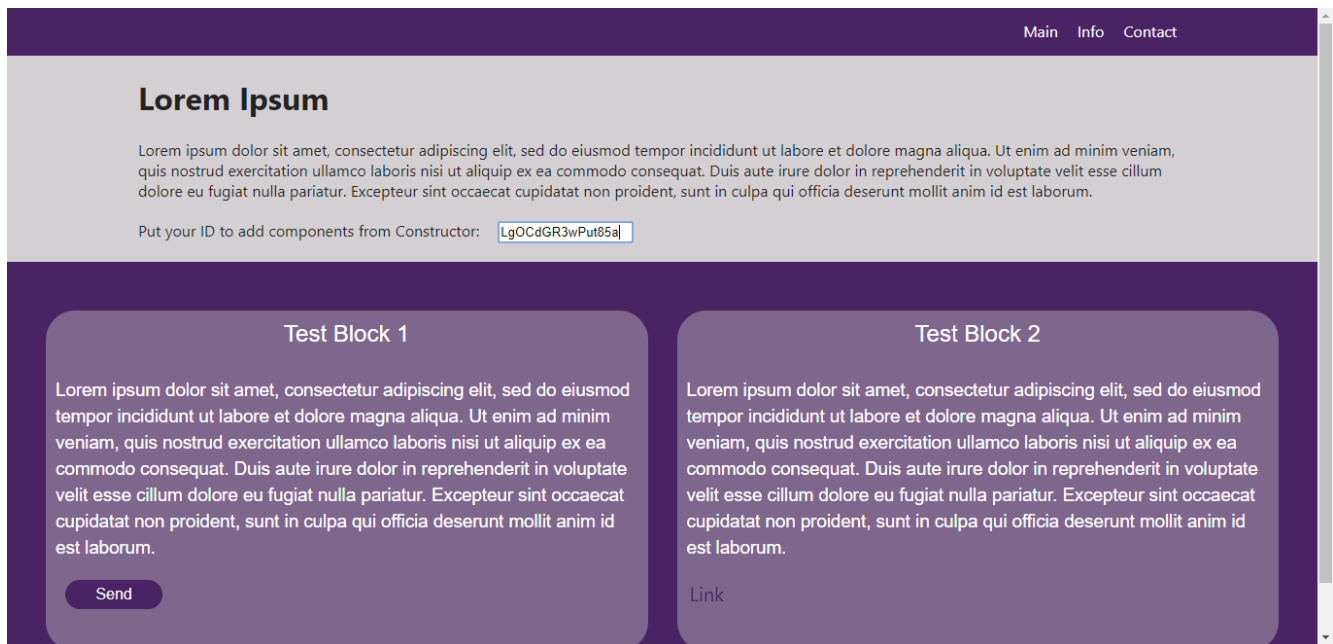 Main Info Contact
Lorem Ipsum
Lorem ipsum dolor sit amet, consectetur adipiscing elit, sed do eiusmod tempor incididunt ut labore et dolore magna aliqua. Ut enim ad minim veniam,
quis nostrud exercitation ullamco laboris nisi ut aliquip ex ea commodo consequat. Duis aute irure dolor in reprehenderit in voluptate velit esse cillum
dolore eu fugiat nulla pariatur. Excepteur sint occaecat cupidatat non proident, sunt in culpa qui officia deserunt mollit anim id est laborum.
Put your ID to add components from Constructor: LgOCdGR3wPut85a
Test Block 1
Lorem ipsum dolor sit amet, consectetur adipiscing elit, sed do eiusmod
tempor incididunt ut labore et dolore magna aliqua. Ut enim ad minim
veniam, quis nostrud exercitation ullamco laboris nisi ut aliquip ex ea
commodo consequat. Duis aute irure dolor in reprehenderit in voluptate
velit esse cillum dolore eu fugiat nulla pariatur. Excepteur sint occaecat
cupidatat non proident, sunt in culpa qui officia deserunt mollit anim id
est laborum.
Send
Test Block 2
Lorem ipsum dolor sit amet, consectetur adipiscing elit, sed do eiusmod
tempor incididunt ut labore et dolore magna aliqua. Ut enim ad minim
veniam, quis nostrud exercitation ullamco laboris nisi ut aliquip ex ea
commodo consequat. Duis aute irure dolor in reprehenderit in voluptate
velit esse cillum dolore eu fugiat nulla pariatur. Excepteur sint occaecat
cupidatat non proident, sunt in culpa qui officia deserunt mollit anim id
est laborum.
Link